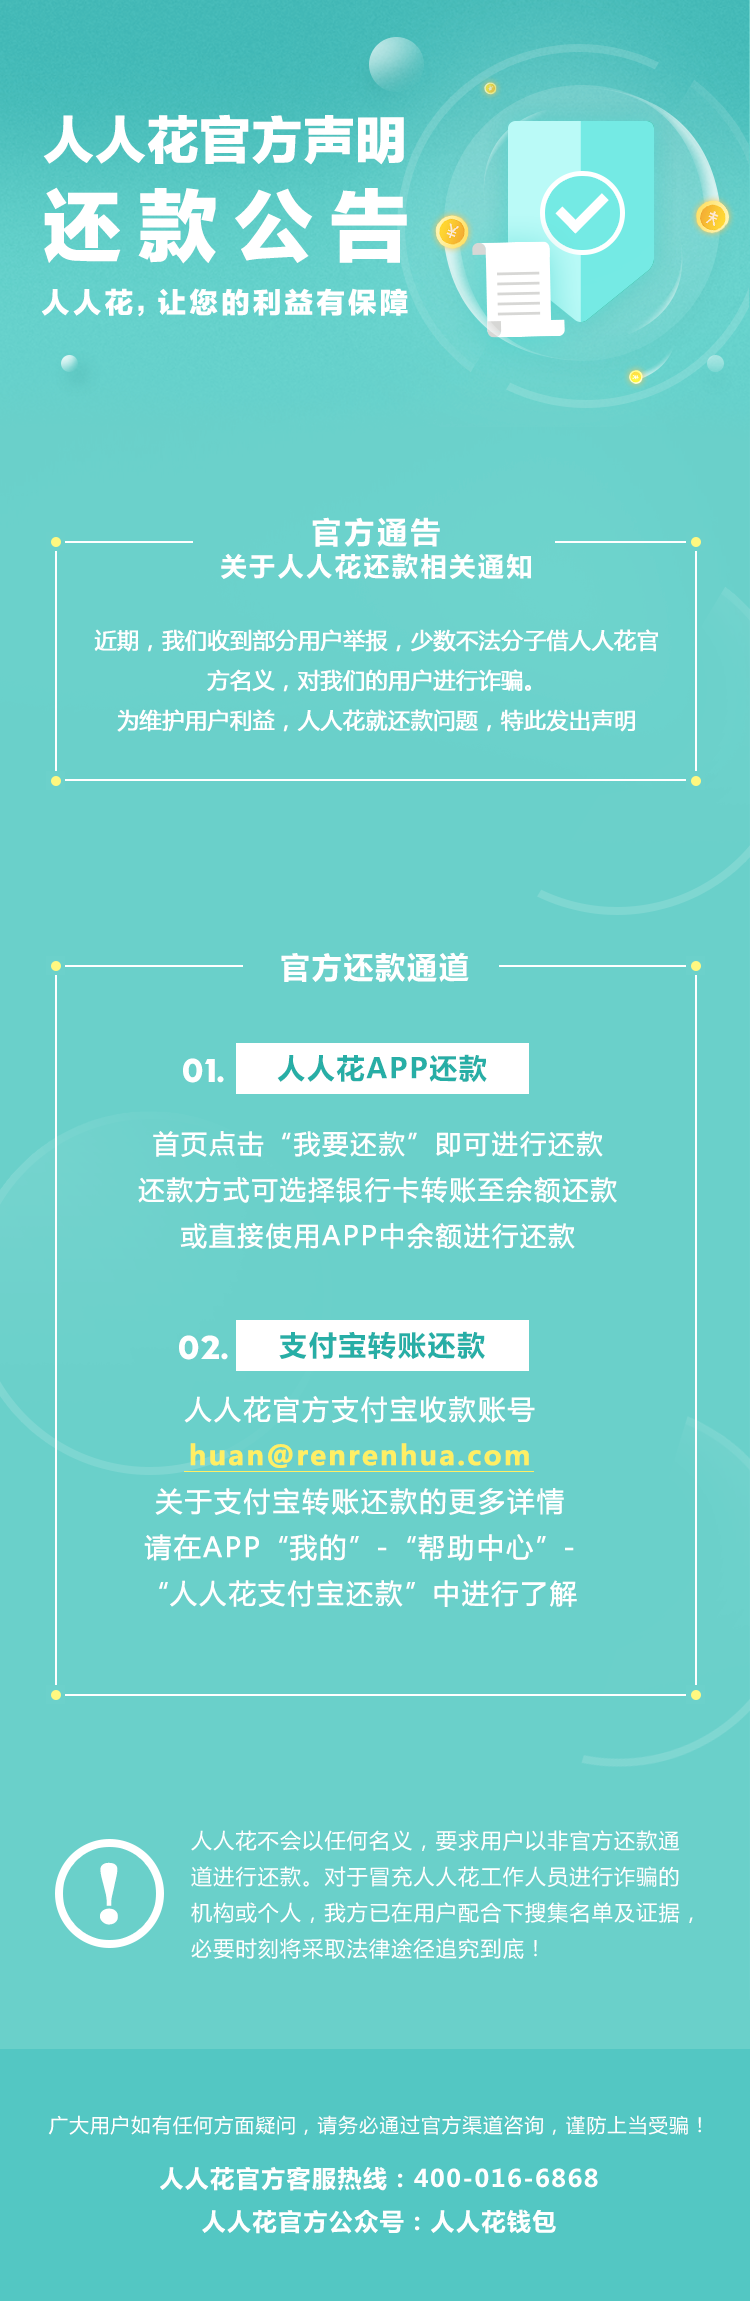 人人花官方声明
还款公告
人人花，让您的利益有保障
官方通告
关于人人花还款相关通知
近期，我们收到部分用户举报，少数不法分子借人人花官
方名义，对我们的用户进行诈骗。
为维护用户利益，人人花就还款问题，特此发出声明
官方还款通道
01. 人人花APP还款
首页点击“我要还款”即可进行还款
还款方式可选择银行卡转账至余额还款
或直接使用APP中余额进行还款
02. 支付宝转账还款
人人花官方支付宝收款账号
huan@renrenhua.com
关于支付宝转账还款的更多详情
请在APP“我的”-“帮助中心”-
“人人花支付宝还款”中进行了解
人人花不会以任何名义，要求用户以非官方还款通
道进行还款。对于冒充人人花工作人员进行诈骗的
机构或个人，我方已在用户配合下搜集名单及证据，
必要时刻将采取法律途径追究到底！
广大用户如有任何方面疑问，请务必通过官方渠道咨询，谨防上当受骗！
人人花官方客服热线：400-016-6868
人人花官方公众号：人人花钱包